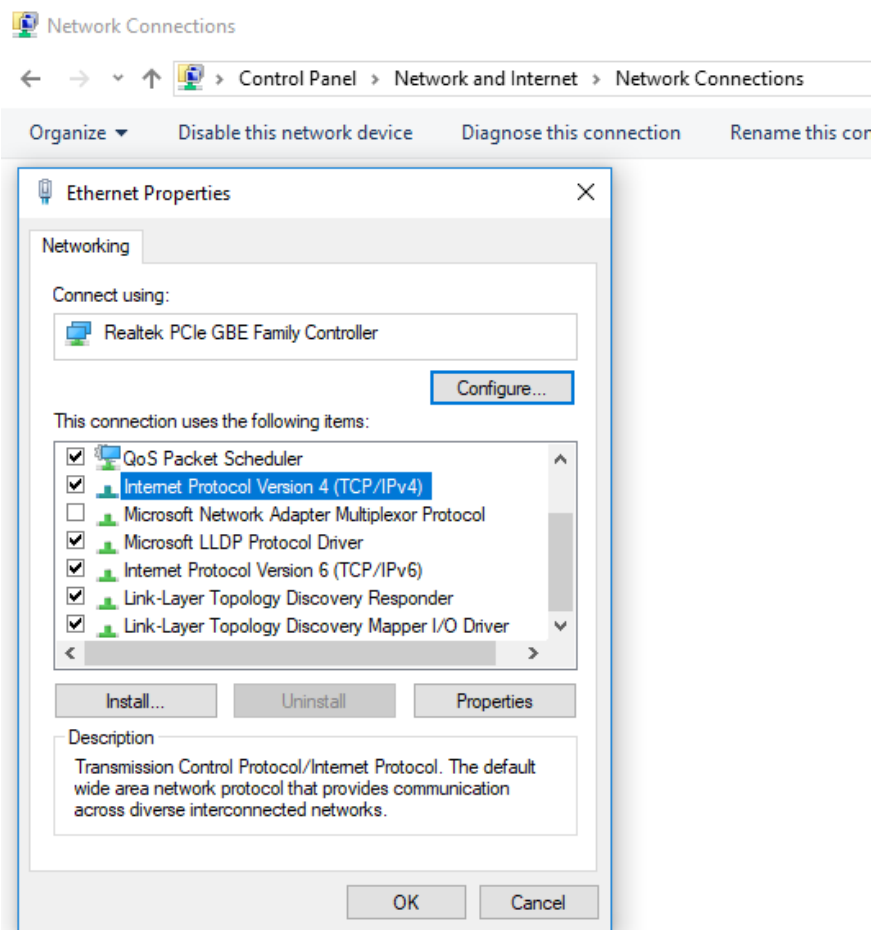 Network Connections
Control Panel > Network and Internet > Network Connections
Organize Disable this network device Diagnose this connection Rename this con
Ethernet Properties
Networking
Connect using:
Realtek PCIe GBE Family Controller
Configure...
This connection uses the following items:
QoS Packet Scheduler
Internet Protocol Version 4 (TCP/IPv4)
Microsoft Network Adapter Multiplexor Protocol
Microsoft LLDP Protocol Driver
Internet Protocol Version 6 (TCP/IPv6)
Link-Layer Topology Discovery Responder
Link-Layer Topology Discovery Mapper I/O Driver
Install... Uninstall Properties
Description
Transmission Control Protocol/Internet Protocol. The default
wide area network protocol that provides communication
across diverse interconnected networks.
OK Cancel